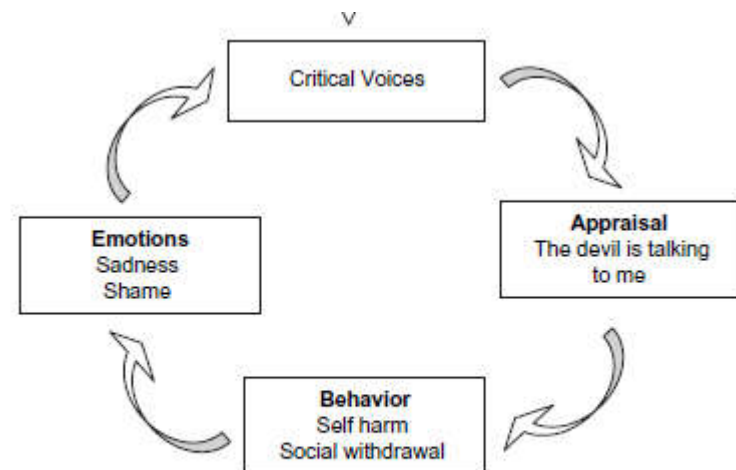 Critical Voices
Appraisal
The devil is talking
to me
Behavior
Self harm
Social withdrawal
Emotions
Sadness
Shame